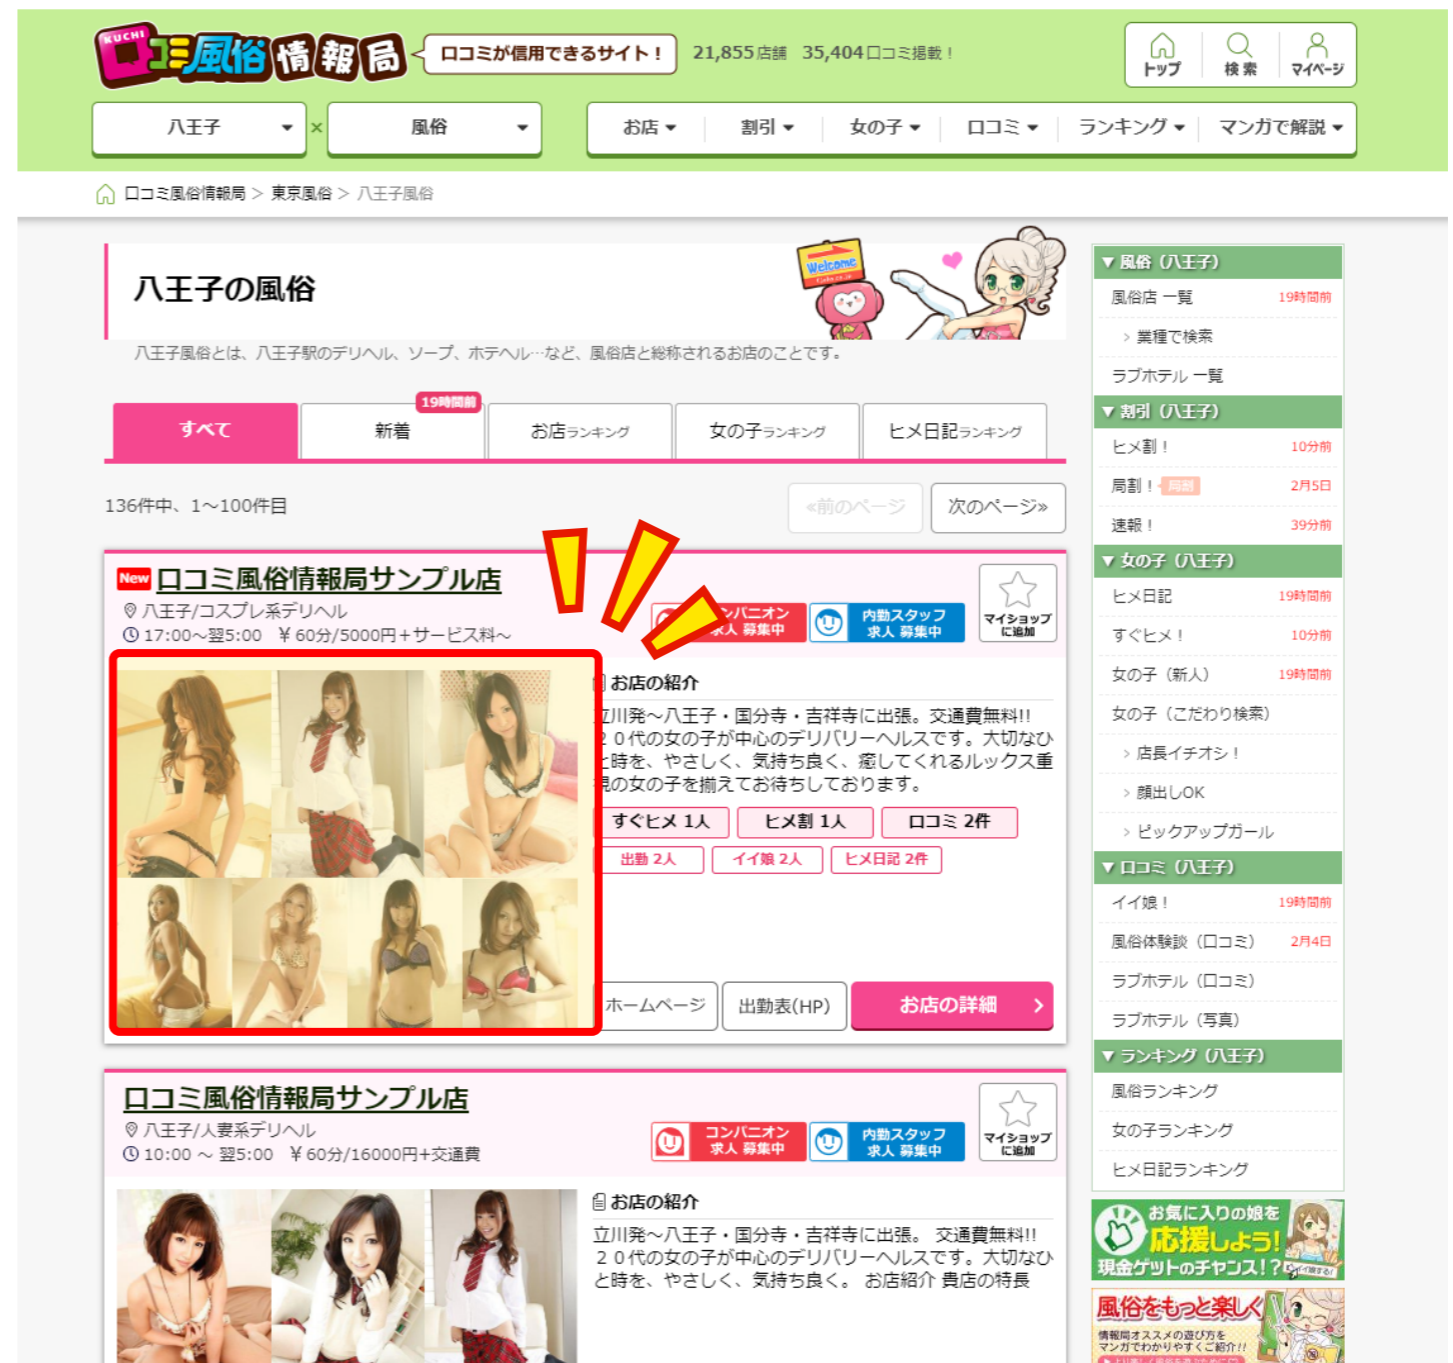 KUCHI
口コミ風俗情報局
口コミが信用できるサイト！
21,855店舗 35,404口コミ掲載！
トップ
検索
マイページ
八王子 ▼ × 風俗 ▼
お店▼ 割引▼ 女の子▼ 口コミ▼ ランキング▼ マンガで解説▼
口コミ風俗情報局 > 東京風俗 > 八王子風俗
八王子の風俗
Welcome
八王子風俗とは、八王子駅のデリヘル、ソープ、ホテヘル…など、風俗店と総称されるお店のことです。
すべて
19時間前
新着
お店ランキング
女の子ランキング
ヒメ日記ランキング
136件中、1～100件目
«前のページ
次のページ»
New 口コミ風俗情報局サンプル店
八王子/コスプレ系デリヘル
17:00～翌5:00 ￥60分/5000円+サービス料～
ンパニオン
求人 募集中
内勤スタッフ
求人 募集中
マイショップ
に追加
お店の紹介
立川発～八王子・国分寺・吉祥寺に出張。交通費無料!!
２０代の女の子が中心のデリバリーヘルスです。大切なひ
と時を、やさしく、気持ち良く、癒してくれるルックス重
視の女の子を揃えてお待ちしております。
すぐヒメ 1人
ヒメ割 1人
口コミ 2件
出勤 2人
イイ娘 2人
ヒメ日記 2件
ホームページ
出勤表(HP)
お店の詳細 >
口コミ風俗情報局サンプル店
八王子/人妻系デリヘル
10:00 ～ 翌5:00 ￥60分/16000円+交通費
コンパニオン
求人 募集中
内勤スタッフ
求人 募集中
マイショップ
に追加
お店の紹介
立川発～八王子・国分寺・吉祥寺に出張。 交通費無料!!
２０代の女の子が中心のデリバリーヘルスです。大切なひ
と時を、やさしく、気持ち良く。 お店紹介 貴店の特長
▼ 風俗（八王子）
風俗店 一覧 19時間前
> 業種で検索
ラブホテル 一覧
▼ 割引（八王子）
ヒメ割！ 10分前
局割！ 局割 2月5日
速報！ 39分前
▼ 女の子（八王子）
ヒメ日記 19時間前
すぐヒメ！ 10分前
女の子（新人） 19時間前
女の子（こだわり検索）
> 店長イチオシ！
> 顔出しOK
> ピックアップガール
▼ 口コミ（八王子）
イイ娘！ 19時間前
風俗体験談（口コミ） 2月4日
ラブホテル（口コミ）
ラブホテル（写真）
▼ ランキング（八王子）
風俗ランキング
女の子ランキング
ヒメ日記ランキング
お気に入りの娘を
応援しよう!
現金ゲットのチャンス!?
風俗をもっと楽しく
情報局オススメの遊び方を
マンガでわかりやすくご紹介!!